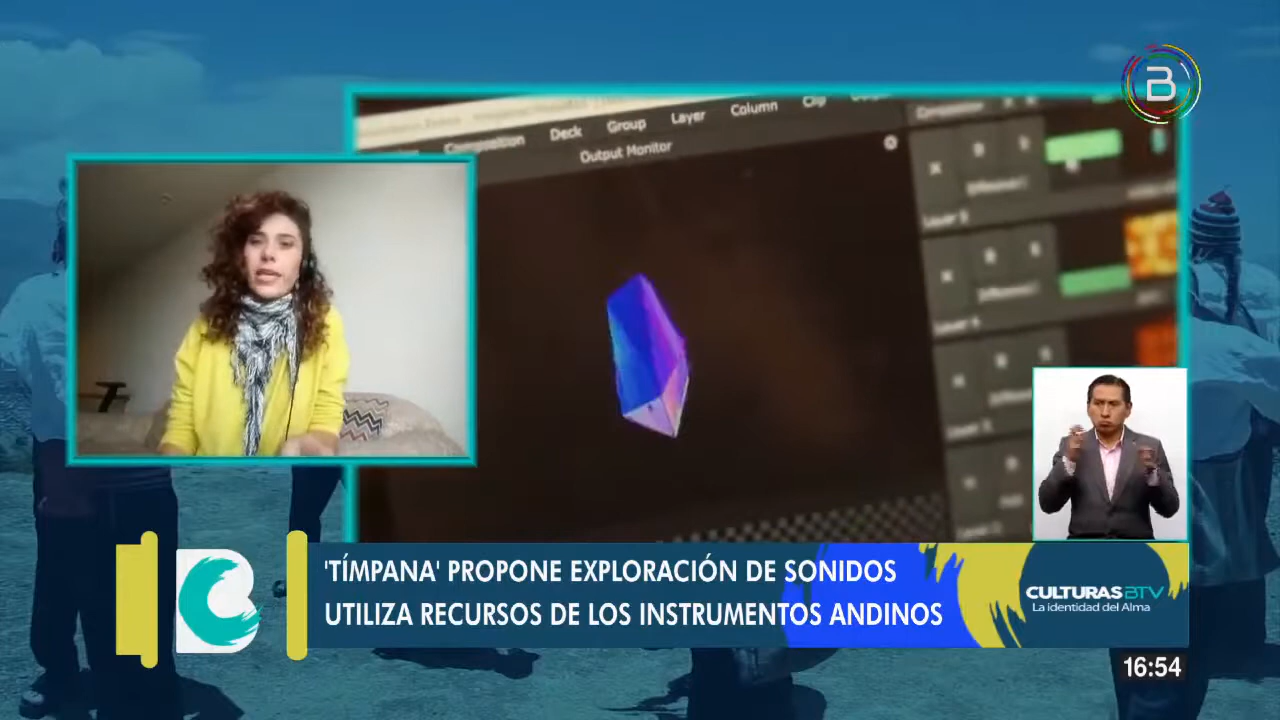 B
Composition Deck Group Layer Column Clip
Output Monitor
'TÍMPANA' PROPONE EXPLORACIÓN DE SONIDOS
UTILIZA RECURSOS DE LOS INSTRUMENTOS ANDINOS
CULTURAS BTV
La identidad del Alma
16:54